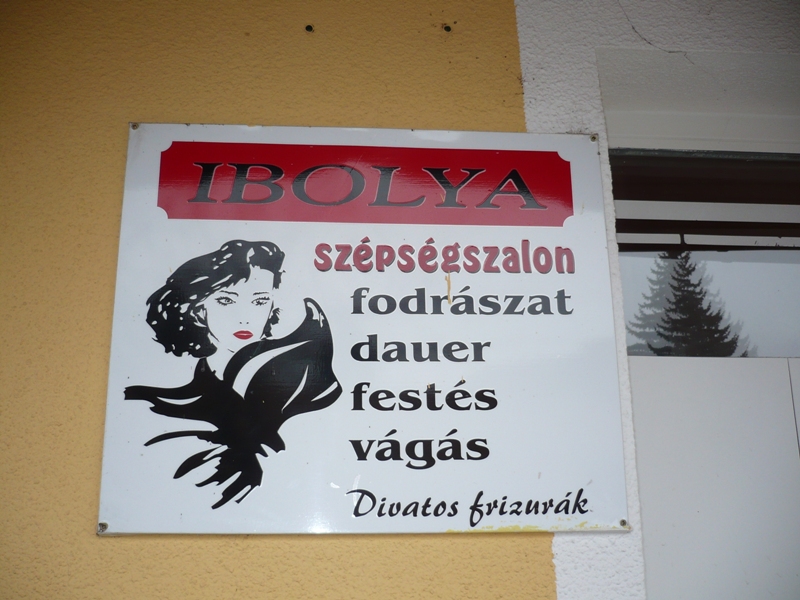 IBOLYA
szépségszalon
fodrászat
dauer
festés
vágás
Divatos frizurák